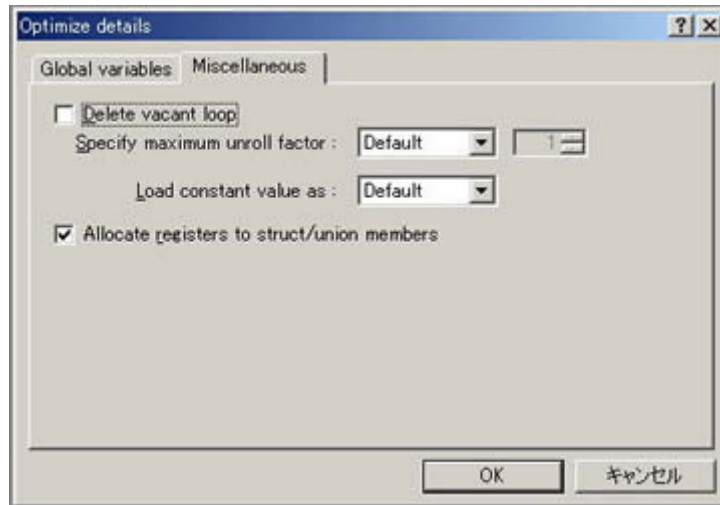 Optimize details
Global variables Miscellaneous
Delete vacant loop
Specify maximum unroll factor : Default 1
Load constant value as : Default
Allocate registers to struct/union members
OK キャンセル